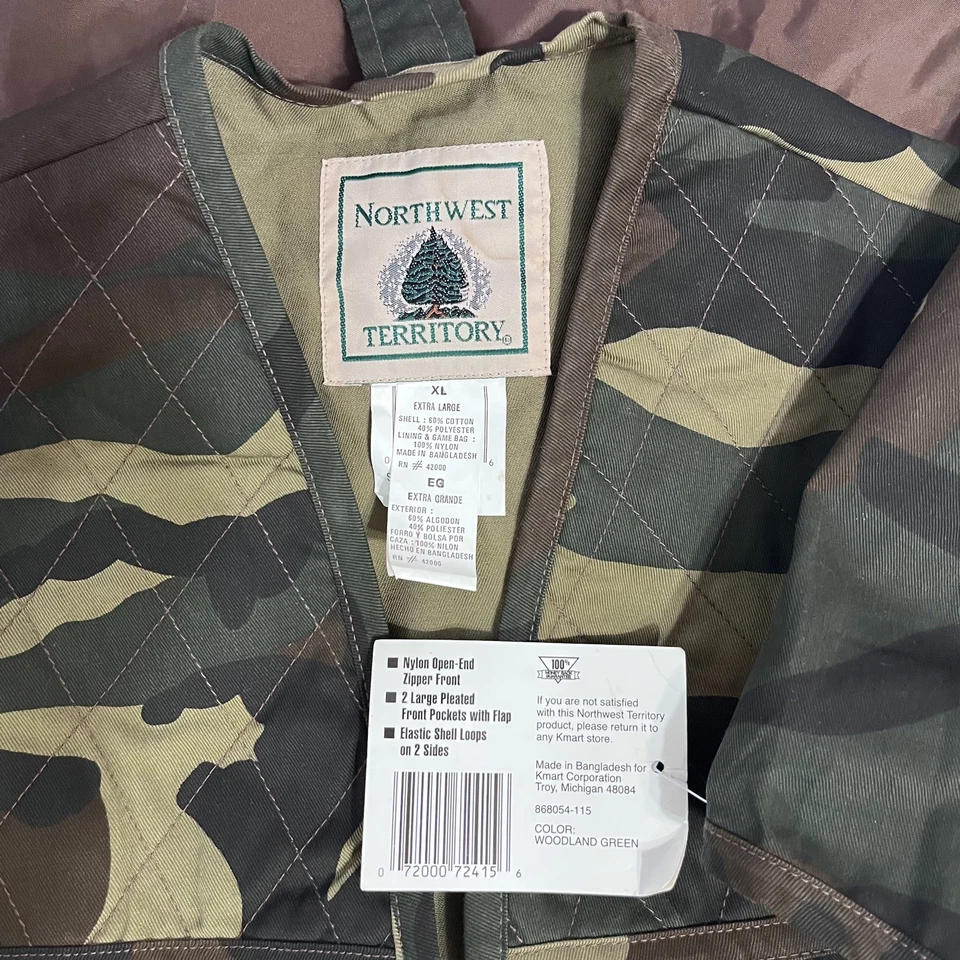 NORTHWEST
TERRITORY®
XL
EXTRA LARGE
SHELL : 60% COTTON
40% POLYESTER
LINING & GAME BAG :
100% NYLON
MADE IN BANGLADESH
RN # 42000
0
6
S
EG
EXTRA GRANDE
EXTERIOR :
60% ALGODON
40% POLIESTER
FORRO Y BOLSA POR
CAZA : 100% NILON
HECHO EN BANGLADESH
RN # 42000
■ Nylon Open-End
Zipper Front
■ 2 Large Pleated
Front Pockets with Flap
■ Elastic Shell Loops
on 2 Sides
0 72000 72415 6
100%
If you are not satisfied
with this Northwest Territory
product, please return it to
any Kmart store.
Made in Bangladesh for
Kmart Corporation
Troy, Michigan 48084
868054-115
COLOR:
WOODLAND GREEN